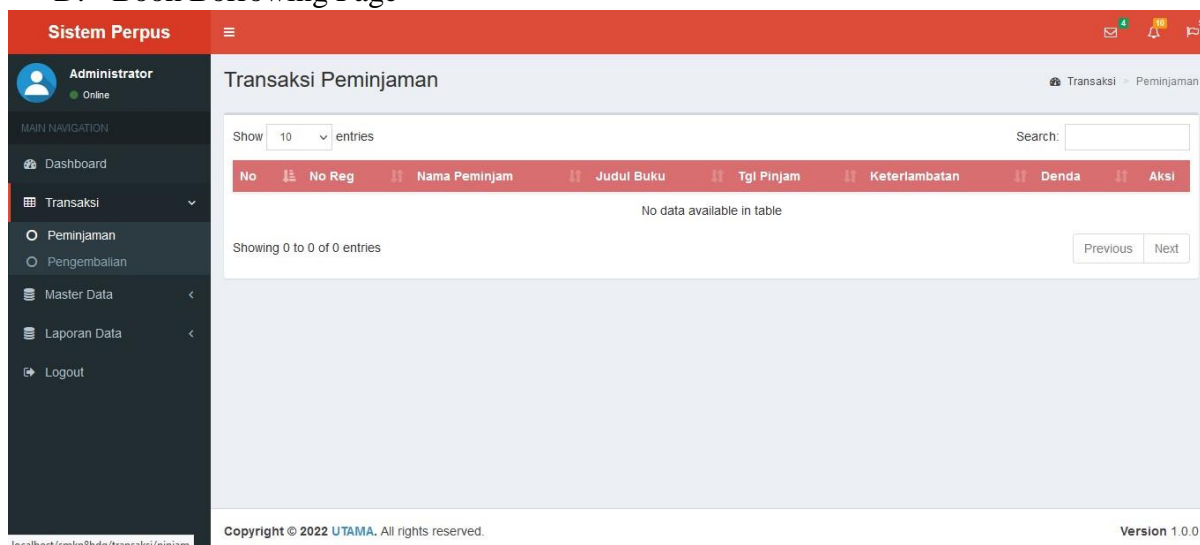 Book Borrowing Page
Sistem Perpus
4
10
Administrator
Online
Transaksi Peminjaman
Transaksi > Peminjaman
MAIN NAVIGATION
Dashboard
Transaksi
Peminjaman
Pengembalian
Master Data
Laporan Data
Logout
Show 10 entries
Search:
No No Reg Nama Peminjam Judul Buku Tgl Pinjam Keterlambatan Denda Aksi
No data available in table
Showing 0 to 0 of 0 entries
Previous Next
Copyright © 2022 UTAMA. All rights reserved.
Version 1.0.0